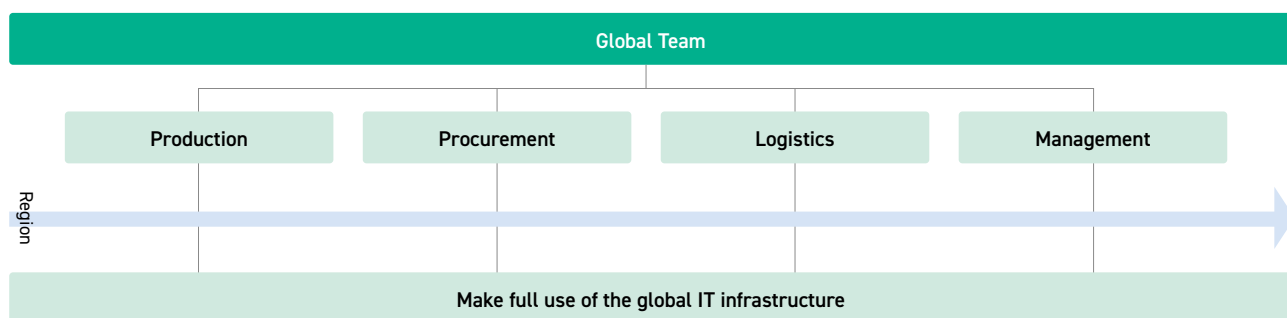 Global Team
Production
Procurement
Logistics
Management
Region
Make full use of the global IT infrastructure